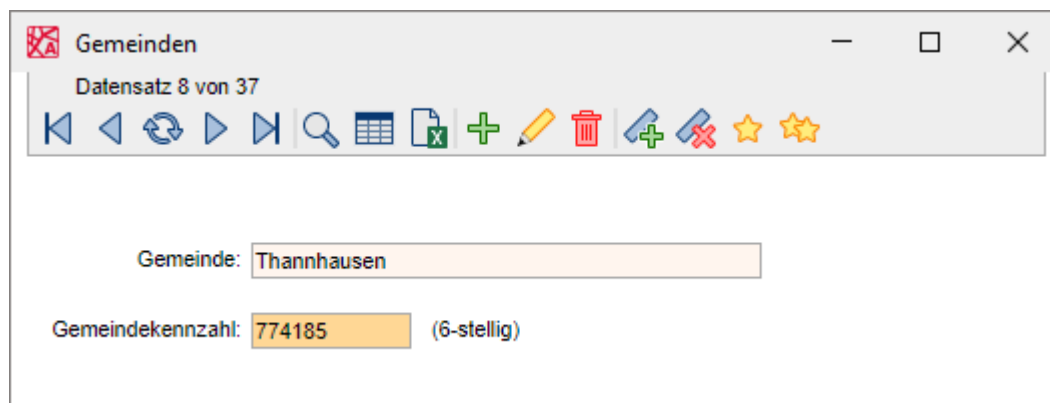 Gemeinden
Datensatz 8 von 37
Gemeinde: Thannhausen
Gemeindekennzahl: 774185 (6-stellig)